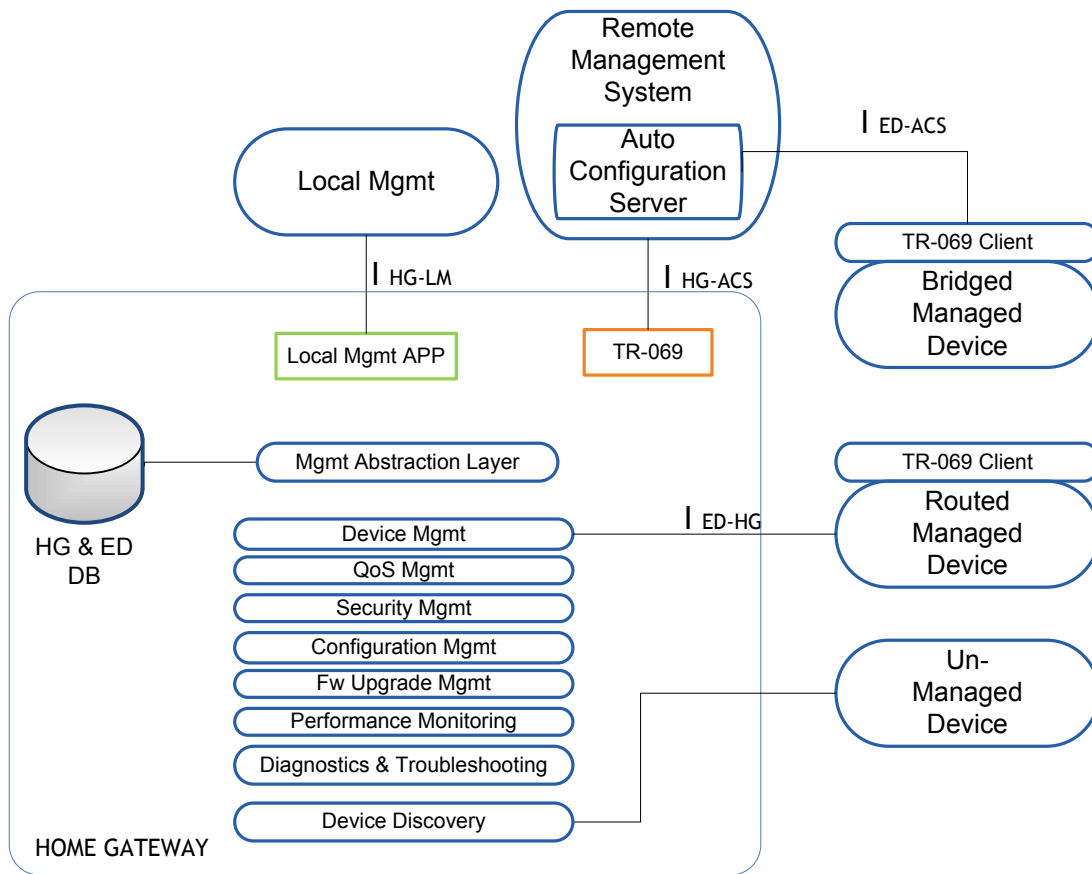 Remote
Management
System
Auto
Configuration
Server
I ED-ACS
Local Mgmt
TR-069 Client
Bridged
Managed
Device
I HG-LM
I HG-ACS
Local Mgmt APP
TR-069
Mgmt Abstraction Layer
HG & ED
DB
TR-069 Client
Routed
Managed
Device
I ED-HG
Device Mgmt
QoS Mgmt
Security Mgmt
Configuration Mgmt
Fw Upgrade Mgmt
Performance Monitoring
Diagnostics & Troubleshooting
Device Discovery
Un-
Managed
Device
HOME GATEWAY